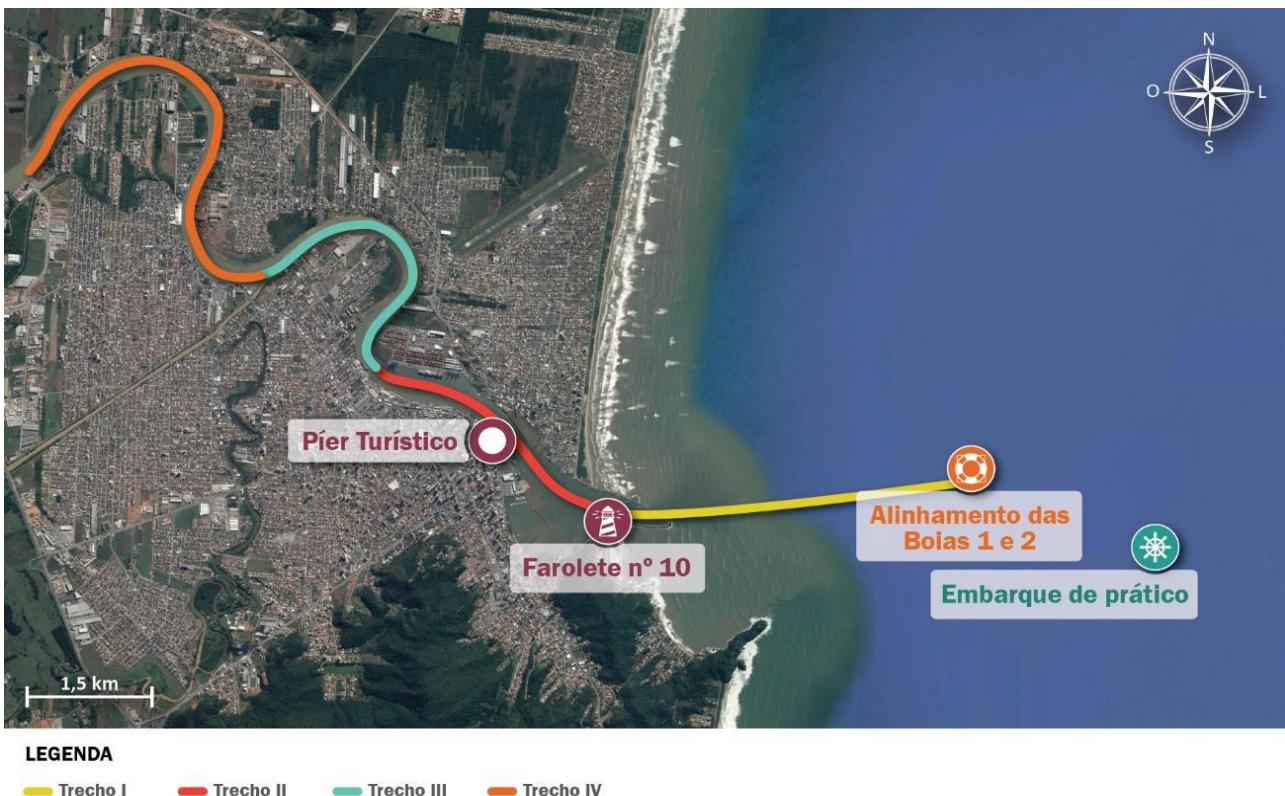 N
O
L
S
Píer Turístico
Farolete nº 10
Alinhamento das
Boias 1 e 2
Embarque de prático
1,5 km
LEGENDA
Trecho I
Trecho II
Trecho III
Trecho IV